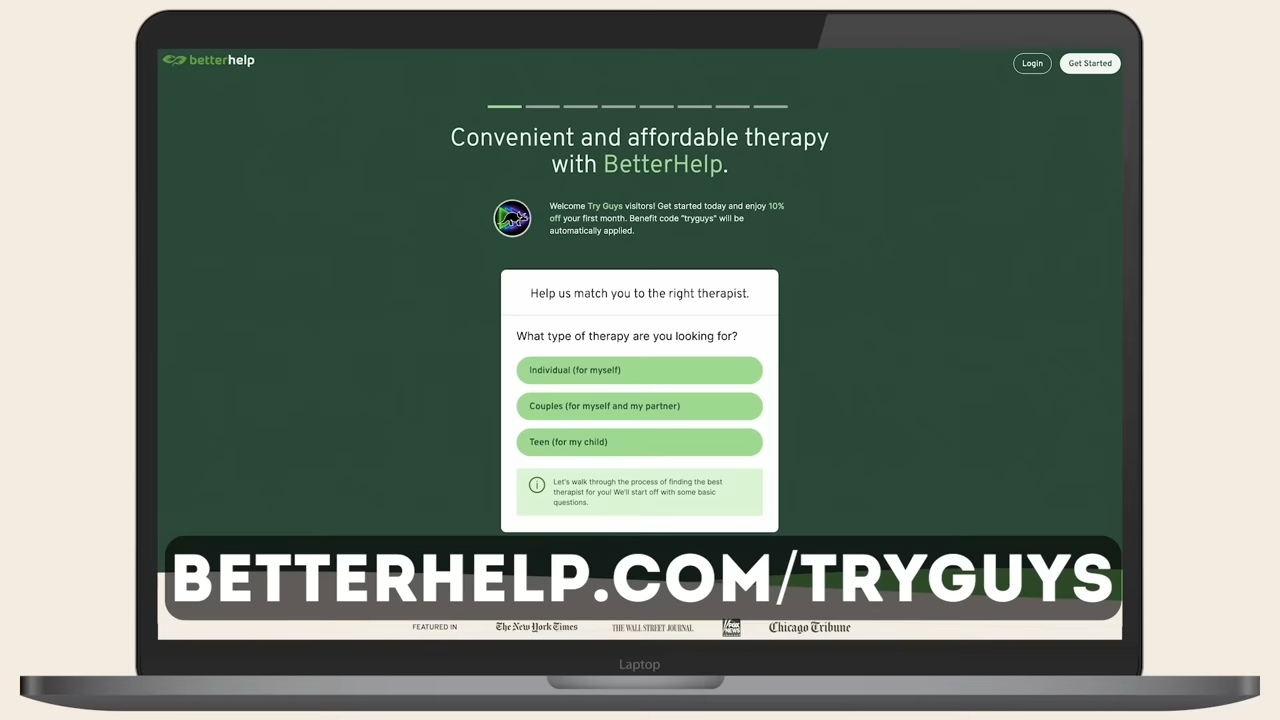 betterhelp
Login
Get Started
Convenient and affordable therapy
with BetterHelp.
Welcome Try Guys visitors! Get started today and enjoy 10%
off your first month. Benefit code "tryguys" will be
automatically applied.
Help us match you to the right therapist.
What type of therapy are you looking for?
Individual (for myself)
Couples (for myself and my partner)
Teen (for my child)
Let's walk through the process of finding the best
therapist for you! We'll start off with some basic
questions.
BETTERHELP.COM/TRYGUYS
FEATURED IN
The New York Times
THE WALL STREET JOURNAL
FOX
NEWS
Chicago Tribune
Laptop